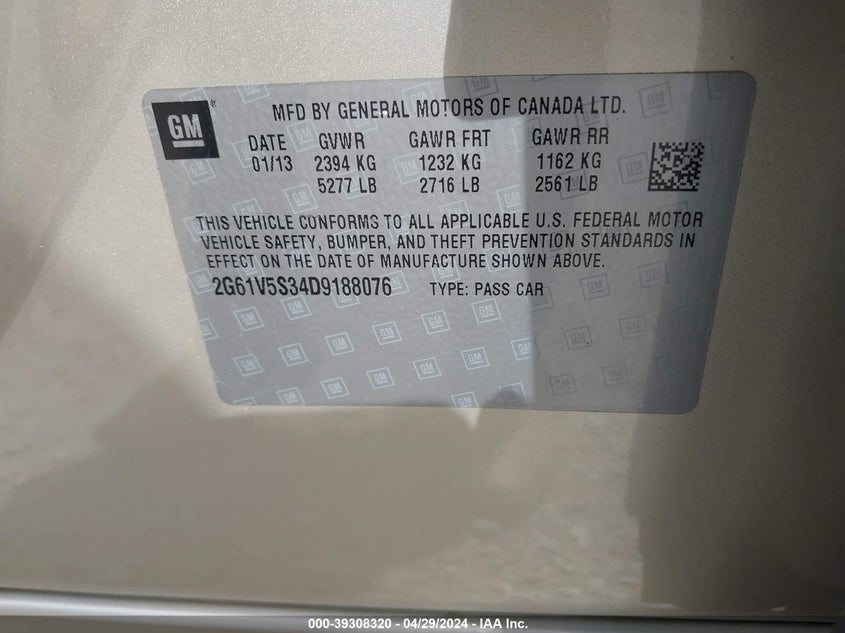 GM
MFD BY GENERAL MOTORS OF CANADA LTD.
DATE GVWR GAWR FRT GAWR RR
01/13 2394 KG 1232 KG 1162 KG
5277 LB 2716 LB 2561 LB
THIS VEHICLE CONFORMS TO ALL APPLICABLE U.S. FEDERAL MOTOR
VEHICLE SAFETY, BUMPER, AND THEFT PREVENTION STANDARDS IN
EFFECT ON THE DATE OF MANUFACTURE SHOWN ABOVE.
2G61V5S34D9188076 TYPE: PASS CAR
000-39308320 / 04/29/2024 - IAA Inc.